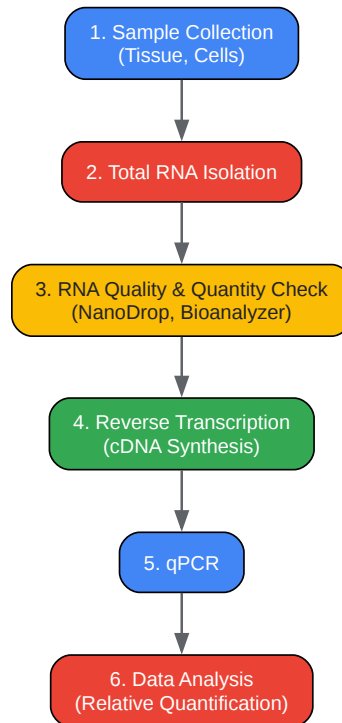 1. Sample Collection
(Tissue, Cells)
2. Total RNA Isolation
3. RNA Quality & Quantity Check
(NanoDrop, Bioanalyzer)
4. Reverse Transcription
(cDNA Synthesis)
5. qPCR
6. Data Analysis
(Relative Quantification)